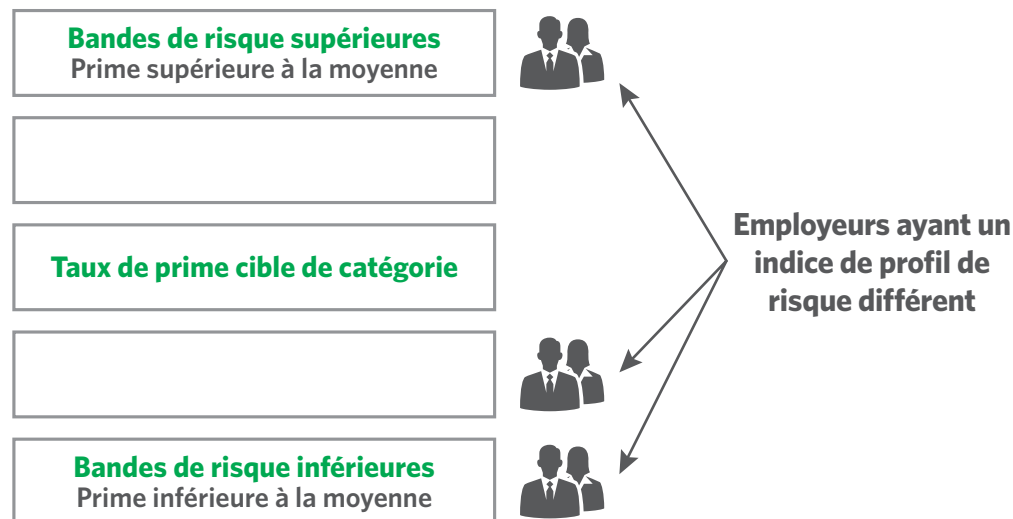 Bandes de risque supérieures
Prime supérieure à la moyenne
Taux de prime cible de catégorie
Employeurs ayant un
indice de profil de
risque différent
Bandes de risque inférieures
Prime inférieure à la moyenne